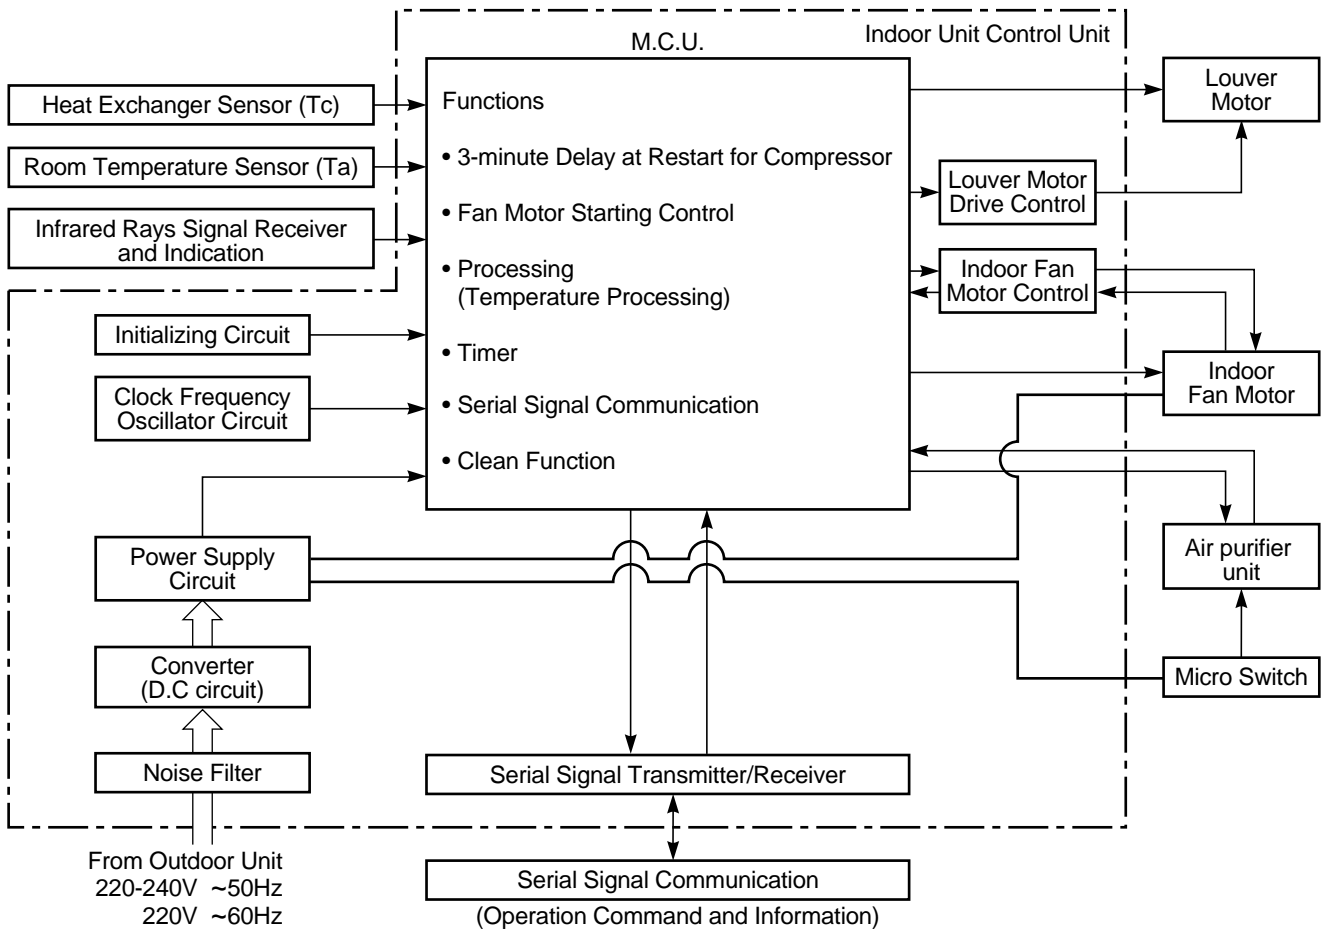 M.C.U.
Indoor Unit Control Unit
Heat Exchanger Sensor (Tc)
Room Temperature Sensor (Ta)
Infrared Rays Signal Receiver
and Indication
Initializing Circuit
Clock Frequency
Oscillator Circuit
Power Supply
Circuit
Converter
(D.C circuit)
Noise Filter
From Outdoor Unit
220-240V ~50Hz
220V ~60Hz
Functions
• 3-minute Delay at Restart for Compressor
• Fan Motor Starting Control
• Processing
(Temperature Processing)
• Timer
• Serial Signal Communication
• Clean Function
Serial Signal Transmitter/Receiver
Serial Signal Communication
(Operation Command and Information)
Louver
Motor
Louver Motor
Drive Control
Indoor Fan
Motor Control
Indoor
Fan Motor
Air purifier
unit
Micro Switch